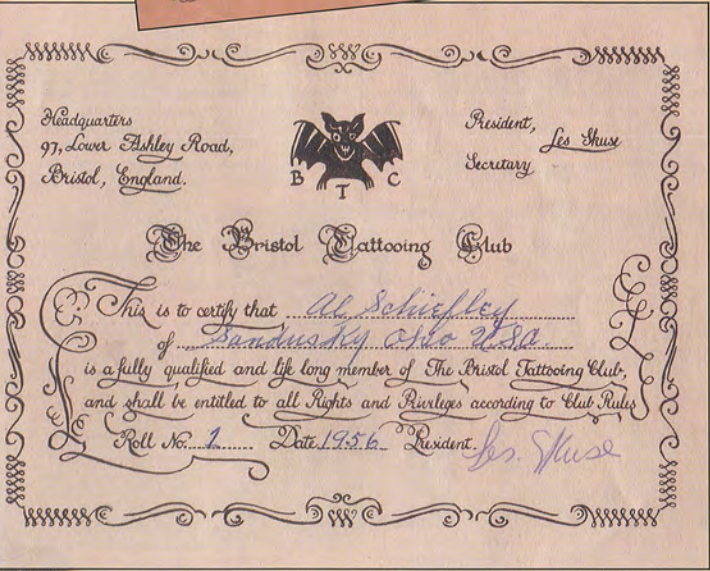 Headquarters
97, Lower Ashley Road,
Bristol, England.
B T C
President, Les Skuse
Secretary
The Bristol Tattooing Club
This is to certify that Al Schiefley
of Sandusky Ohio USA.
is a fully qualified and life long member of The Bristol Tattooing Club,
and shall be entitled to all Rights and Privileges according to Club Rules
Roll No. 1 Date 1956 President Les. Skuse